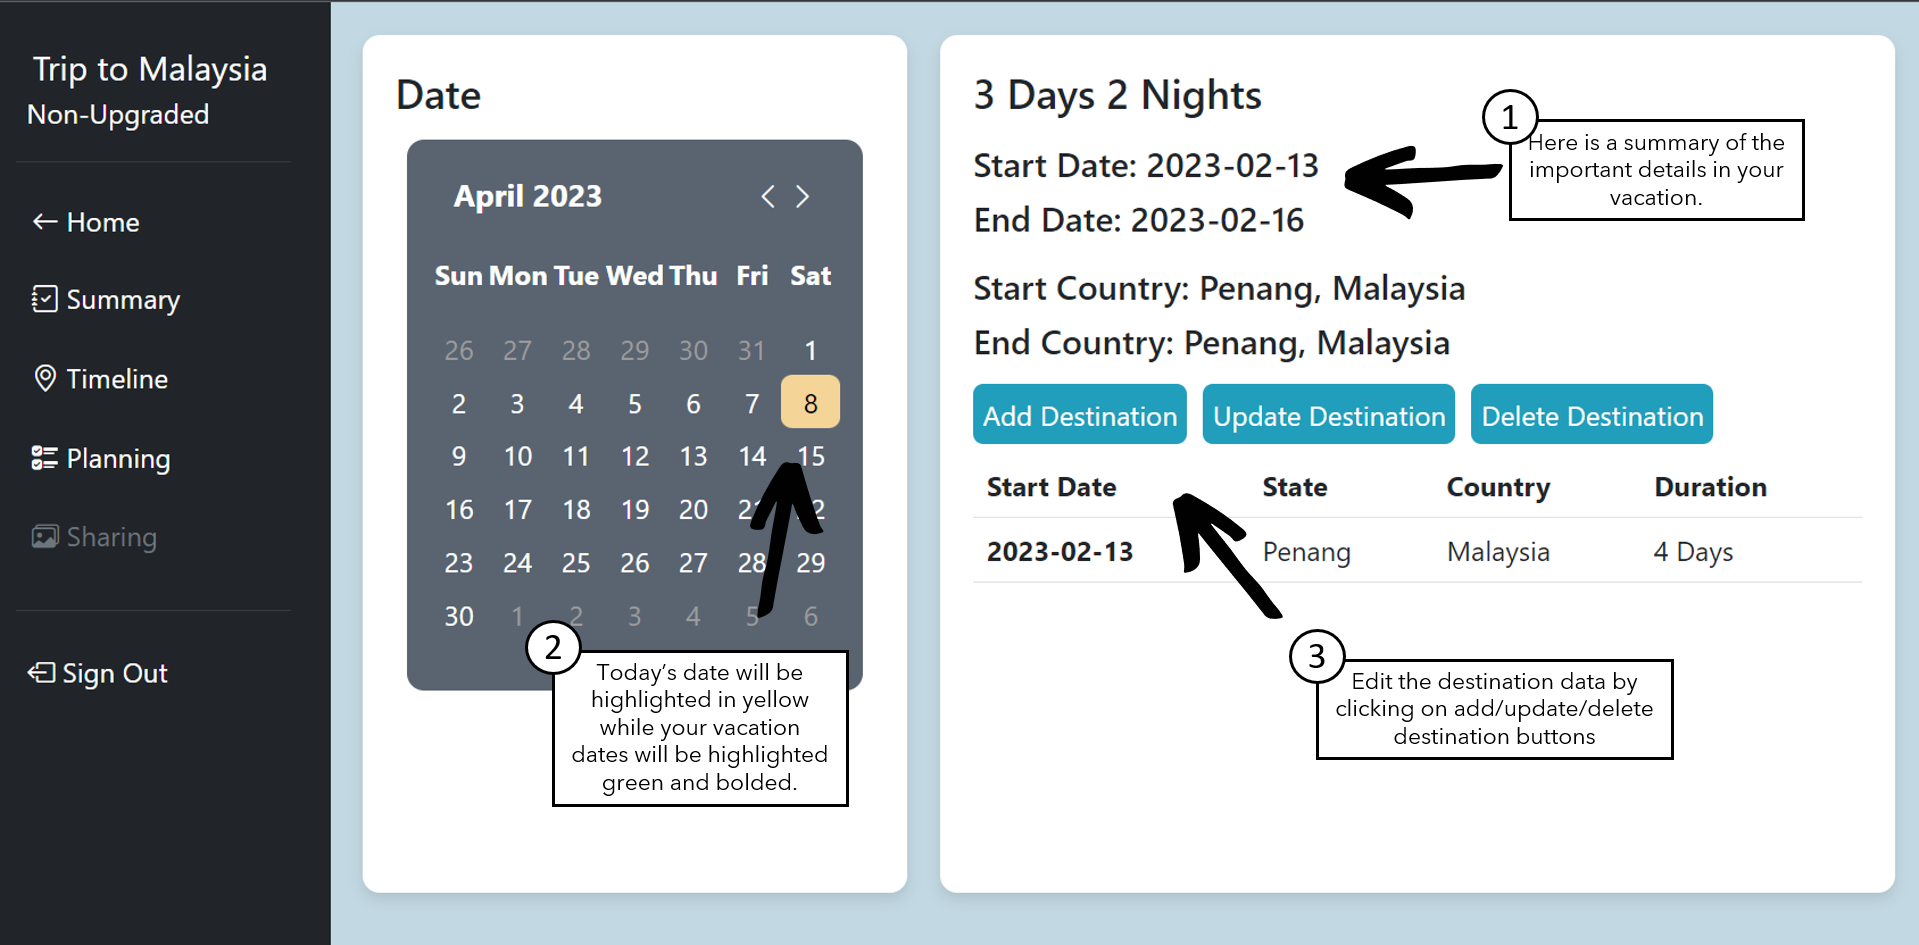 Trip to Malaysia
Non-Upgraded
Home
Summary
Timeline
Planning
Sharing
Sign Out
Date
April 2023
Sun Mon Tue Wed Thu Fri Sat
26 27 28 29 30 31 1
2 3 4 5 6 7 8
9 10 11 12 13 14 15
16 17 18 19 20
23 24 25 26 27 28 29
30 1 2 3 4 5 6
2
Today’s date will be
highlighted in yellow
while your vacation
dates will be highlighted
green and bolded.
3 Days 2 Nights
Start Date: 2023-02-13
End Date: 2023-02-16
Start Country: Penang, Malaysia
End Country: Penang, Malaysia
1
Here is a summary of the
important details in your
vacation.
Add Destination Update Destination Delete Destination
Start Date State Country Duration
2023-02-13 Penang Malaysia 4 Days
3
Edit the destination data by
clicking on add/update/delete
destination buttons